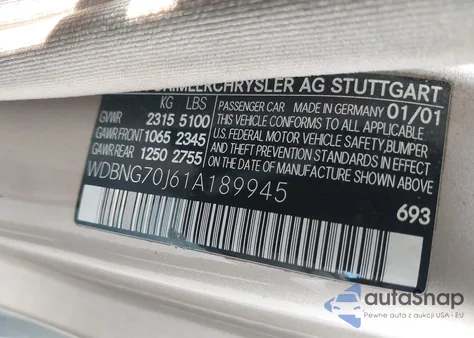 DAIMLERCHRYSLER AG STUTTGART
KG LBS
GVWR 2315 5100
GAWR FRONT 1065 2345
GAWR REAR 1250 2755
PASSENGER CAR MADE IN GERMANY 01/01
THIS VEHICLE CONFORMS TO ALL APPLICABLE
U.S. FEDERAL MOTOR VEHICLE SAFETY, BUMPER
AND THEFT PREVENTION STANDARDS IN EFFECT
ON THE DATE OF MANUFACTURE SHOWN ABOVE
WDBNG70J61A189945
693
autosnap
Pewne auta z aukcji USA i EU